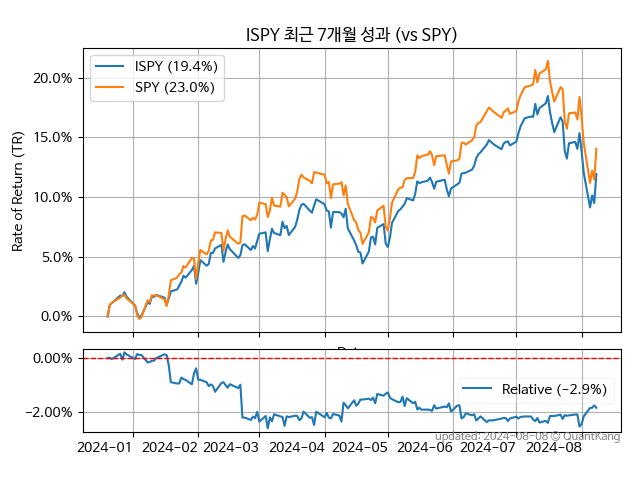 ISPY 최근 7개월 성과 (vs SPY)
ISPY (19.4%)
SPY (23.0%)
Rate of Return (TR)
20.0%
15.0%
10.0%
5.0%
0.0%
0.00%
−2.00%
Relative (−2.9%)
2024−01
2024−02
2024−03
2024−04
2024−05
2024−06
2024−07
2024−08
updated: 2024−08−08 © QuantKang